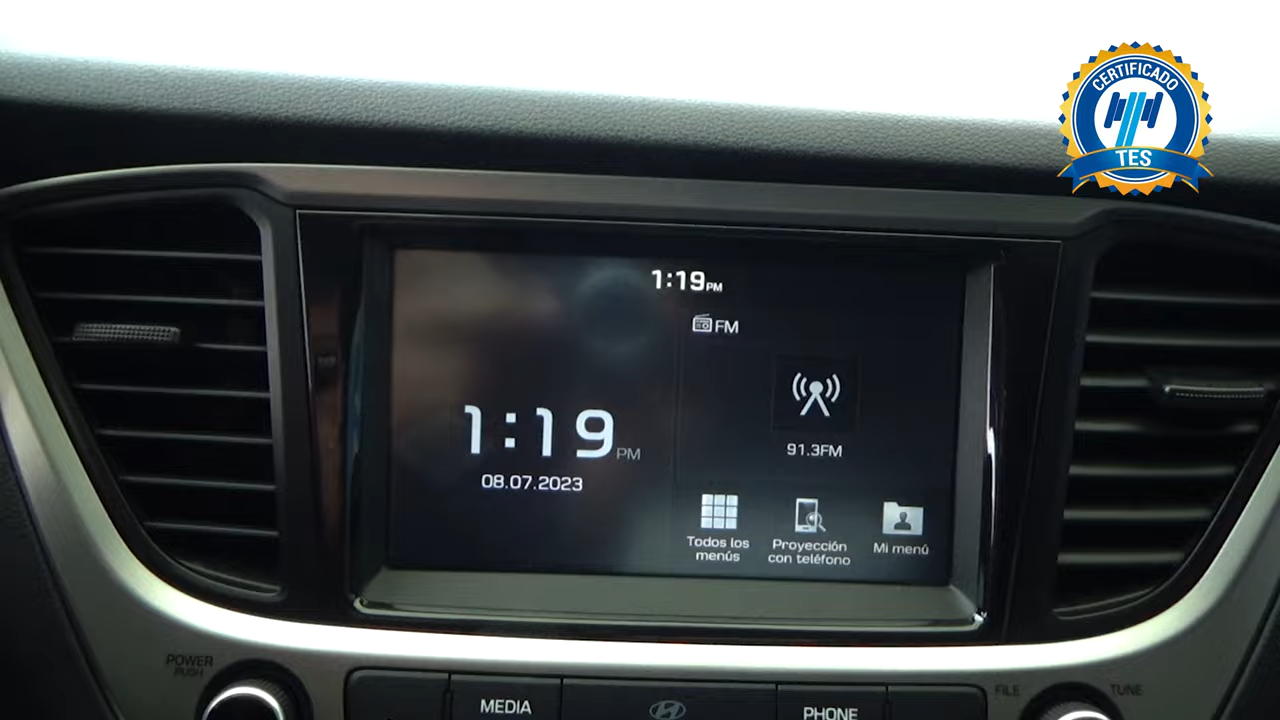 CERTIFICADO
TES
1:19PM
FM
1:19PM
08.07.2023
91.3FM
Todos los
menús
Proyección
con teléfono
Mi menú
POWER
PUSH
MEDIA
PHONE
FILE
TUNE